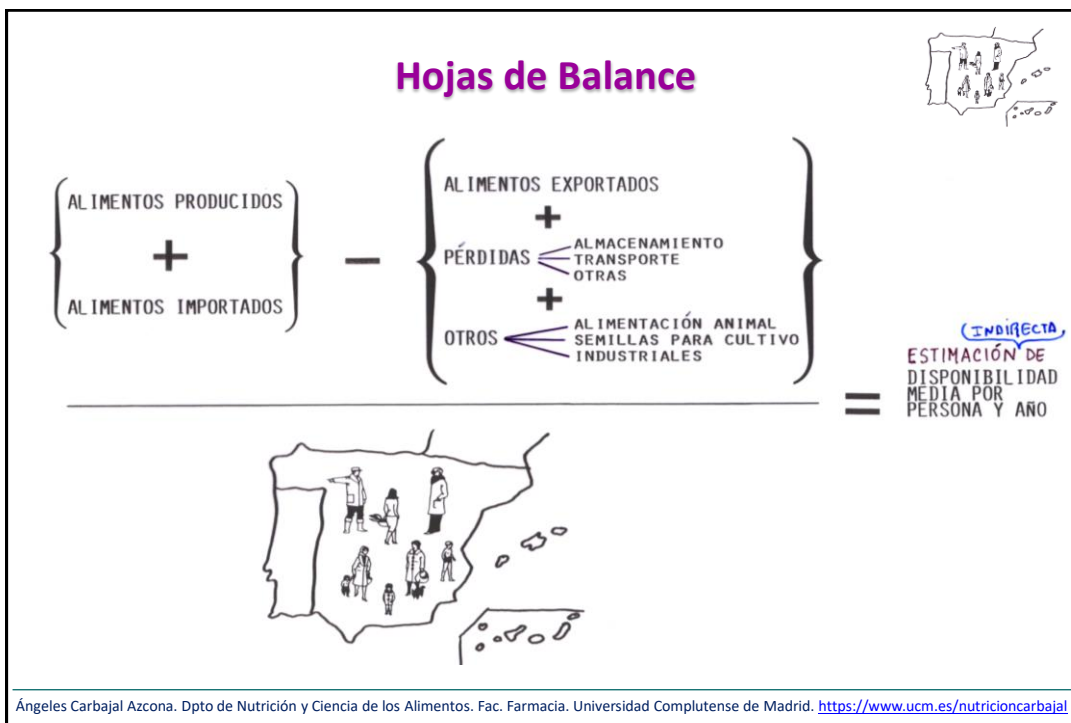 Hojas de Balance
ALIMENTOS PRODUCIDOS
+
ALIMENTOS IMPORTADOS
−
ALIMENTOS EXPORTADOS
+
PÉRDIDAS
ALMACENAMIENTO
TRANSPORTE
OTRAS
+
OTROS
ALIMENTACIÓN ANIMAL
SEMILLAS PARA CULTIVO
INDUSTRIALES
=
(INDIRECTA)
ESTIMACIÓN DE
DISPONIBILIDAD
MEDIA POR
PERSONA Y AÑO
Ángeles Carbajal Azcona. Dpto de Nutrición y Ciencia de los Alimentos. Fac. Farmacia. Universidad Complutense de Madrid. https://www.ucm.es/nutricioncarbajal